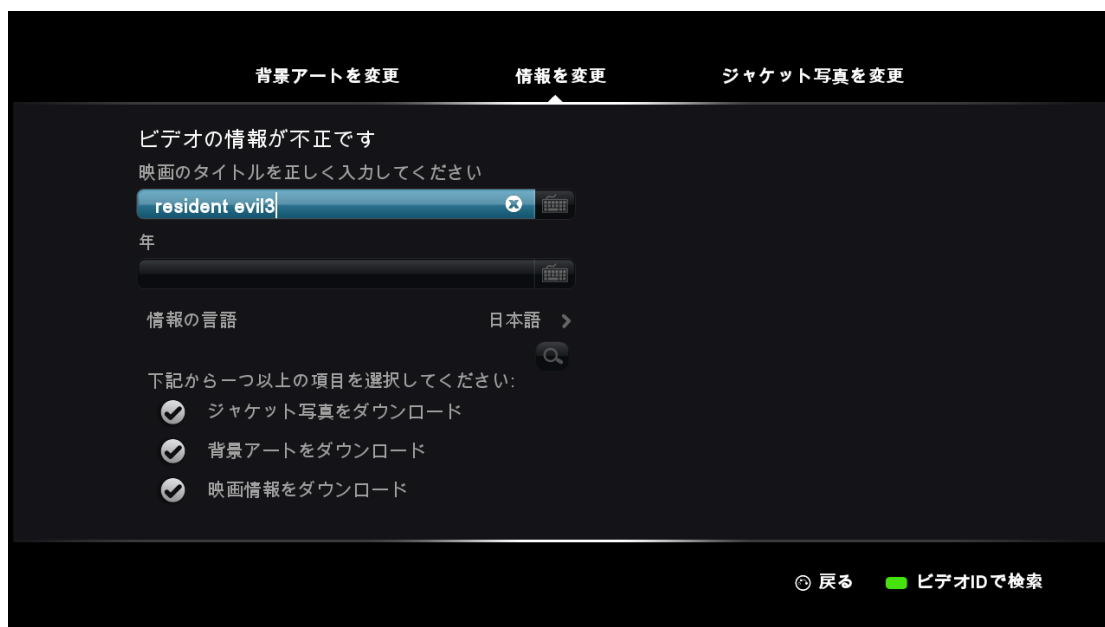 背景アートを変更 情報を変更 ジャケット写真を変更
ビデオの情報が不正です
映画のタイトルを正しく入力してください
resident evil3
年
情報の言語 日本語
下記から一つ以上の項目を選択してください:
ジャケット写真をダウンロード
背景アートをダウンロード
映画情報をダウンロード
戻る ビデオIDで検索